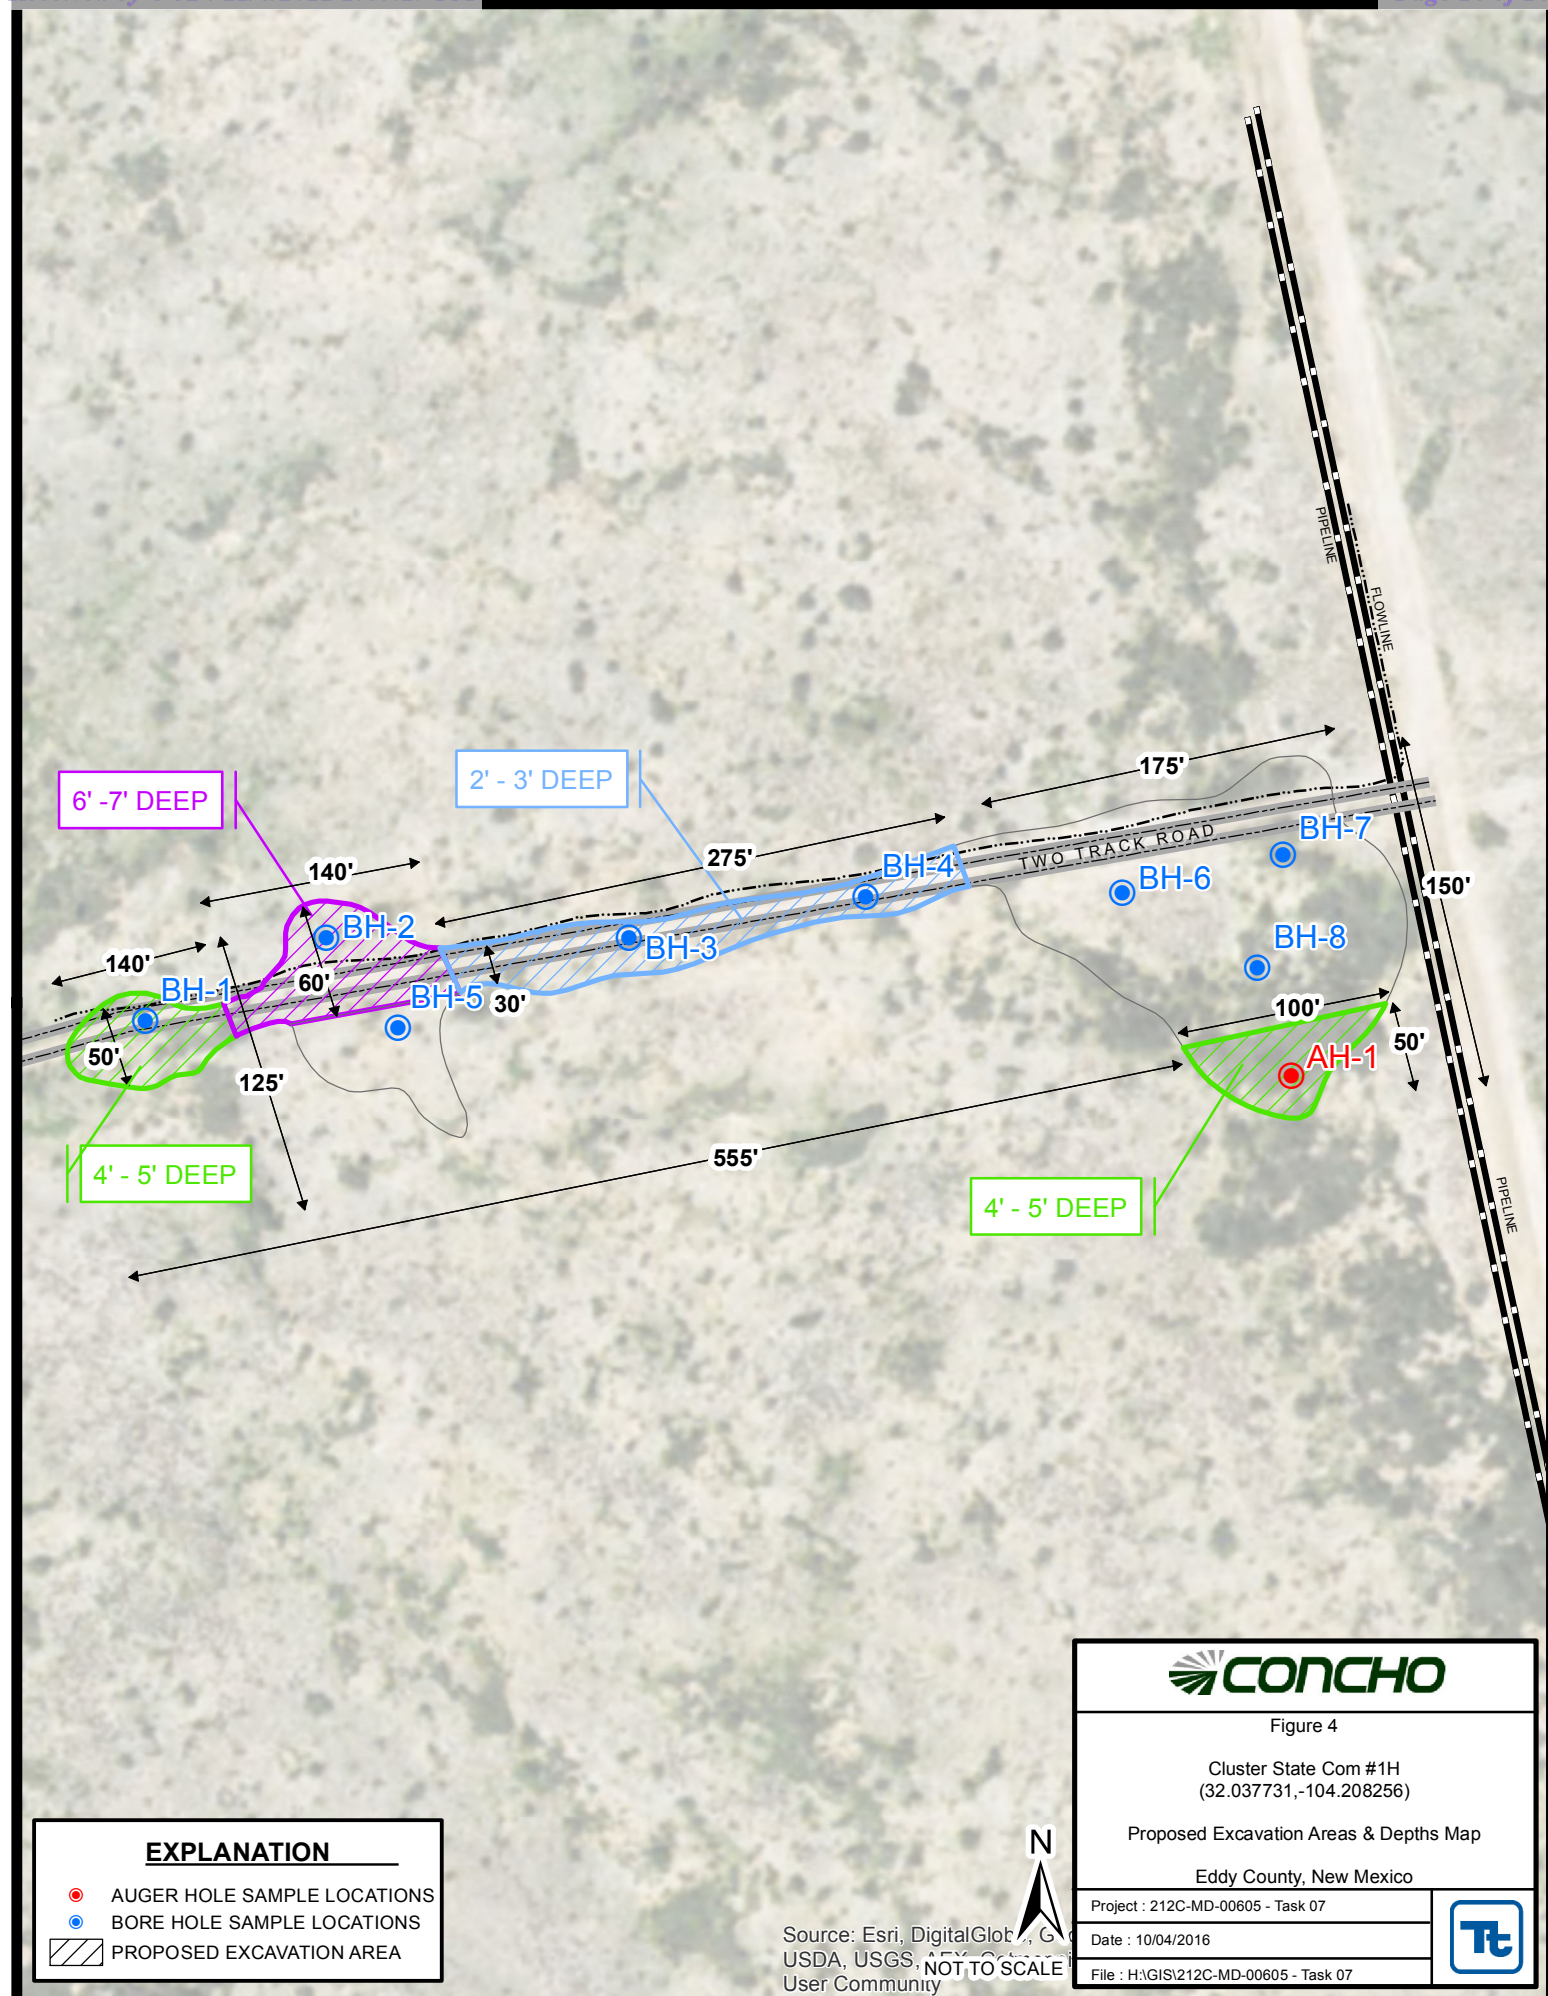 PIPELINE
FLOWLINE
175'
6' -7' DEEP
2' - 3' DEEP
TWO TRACK ROAD
BH-7
140'
275'
BH-4
BH-6
150'
BH-2
BH-3
BH-8
140'
BH-1
60'
BH-5
30'
100'
50'
50'
AH-1
125'
555'
4' - 5' DEEP
4' - 5' DEEP
PIPELINE
CONCHO
Figure 4
Cluster State Com #1H
(32.037731,-104.208256)
Proposed Excavation Areas & Depths Map
Eddy County, New Mexico
Project : 212C-MD-00605 - Task 07
Date : 10/04/2016
File : H:\GIS\212C-MD-00605 - Task 07
Tt
EXPLANATION
AUGER HOLE SAMPLE LOCATIONS
BORE HOLE SAMPLE LOCATIONS
PROPOSED EXCAVATION AREA
N
NOT TO SCALE
Source: Esri, DigitalGlobe,
USDA, USGS,
User Community